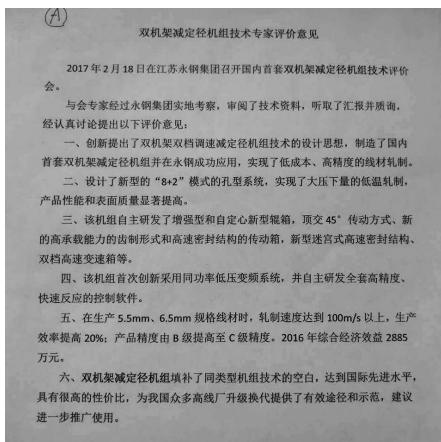 A
双机架减定径机组技术专家评价意见
2017年2月18日在江苏永钢集团召开国内首套双机架减定径机组技术评价
会。
与会专家经过永钢集团实地考察，审阅了技术资料，听取了汇报并质询，
经认真讨论提出以下评价意见：
一、创新提出了双机架双档调速减定径机组技术的设计思想，制造了国内
首套双机架减定径机组并在永钢成功应用，实现了低成本、高精度的线材轧制。
二、设计了新型的“8+2”模式的孔型系统，实现了大压下量的低温轧制，
产品性能和表面质量显著提高。
三、该机组自主研发了增强型和自定心新型辊箱，顶交45°传动方式、新
的高承载能力的齿制形式和高速密封结构的传动箱，新型迷宫式高速密封结构、
双档高速变速箱等。
四、该机组首次创新采用同功率低压变频系统，并自主研发全套高精度、
快速反应的控制软件。
五、在生产5.5mm、6.5mm规格线材时，轧制速度达到100m/s以上，生产
效率提高20%；产品精度由B级提高至C级精度。2016年综合经济效益2885
万元。
六、双机架减定径机组填补了同类型机组技术的空白，达到国际先进水平，
具有很高的性价比，为我国众多高线厂升级换代提供了有效途径和示范，建议
进一步推广使用。